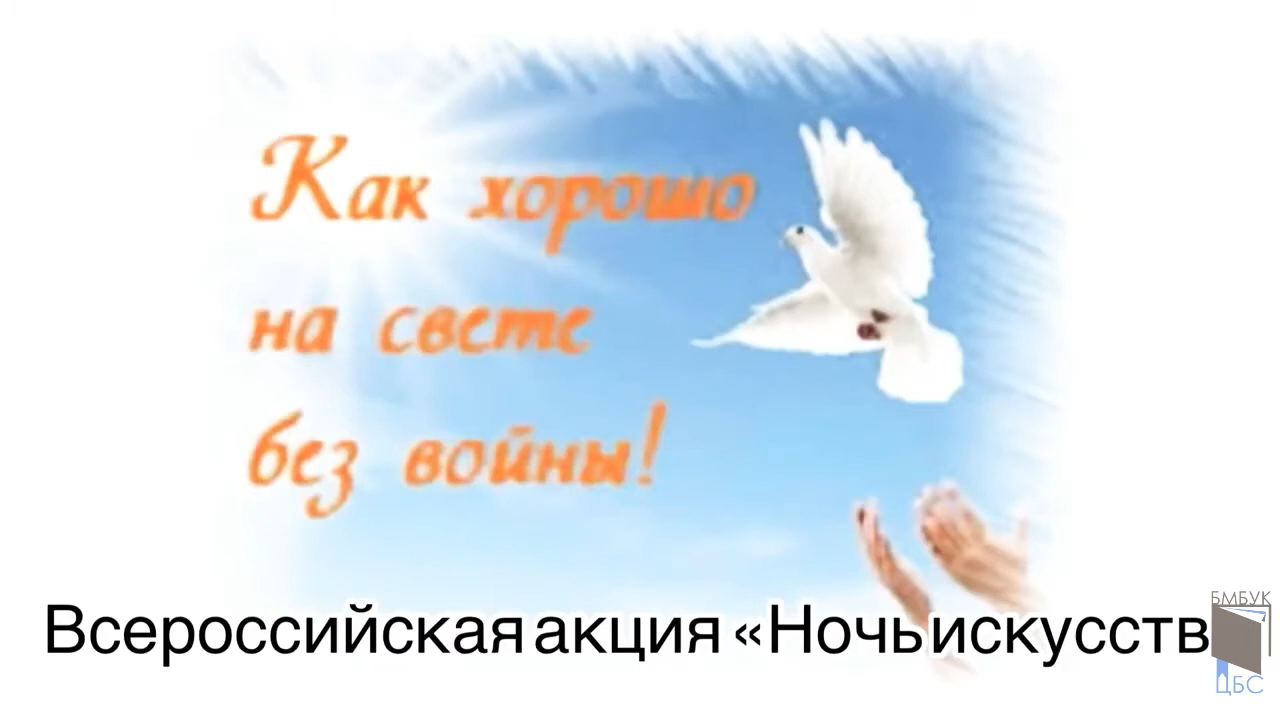 Как хорошо
на свете
без войны!
Всероссийская акция «Ночь искусств
БМБУК
ЦБС